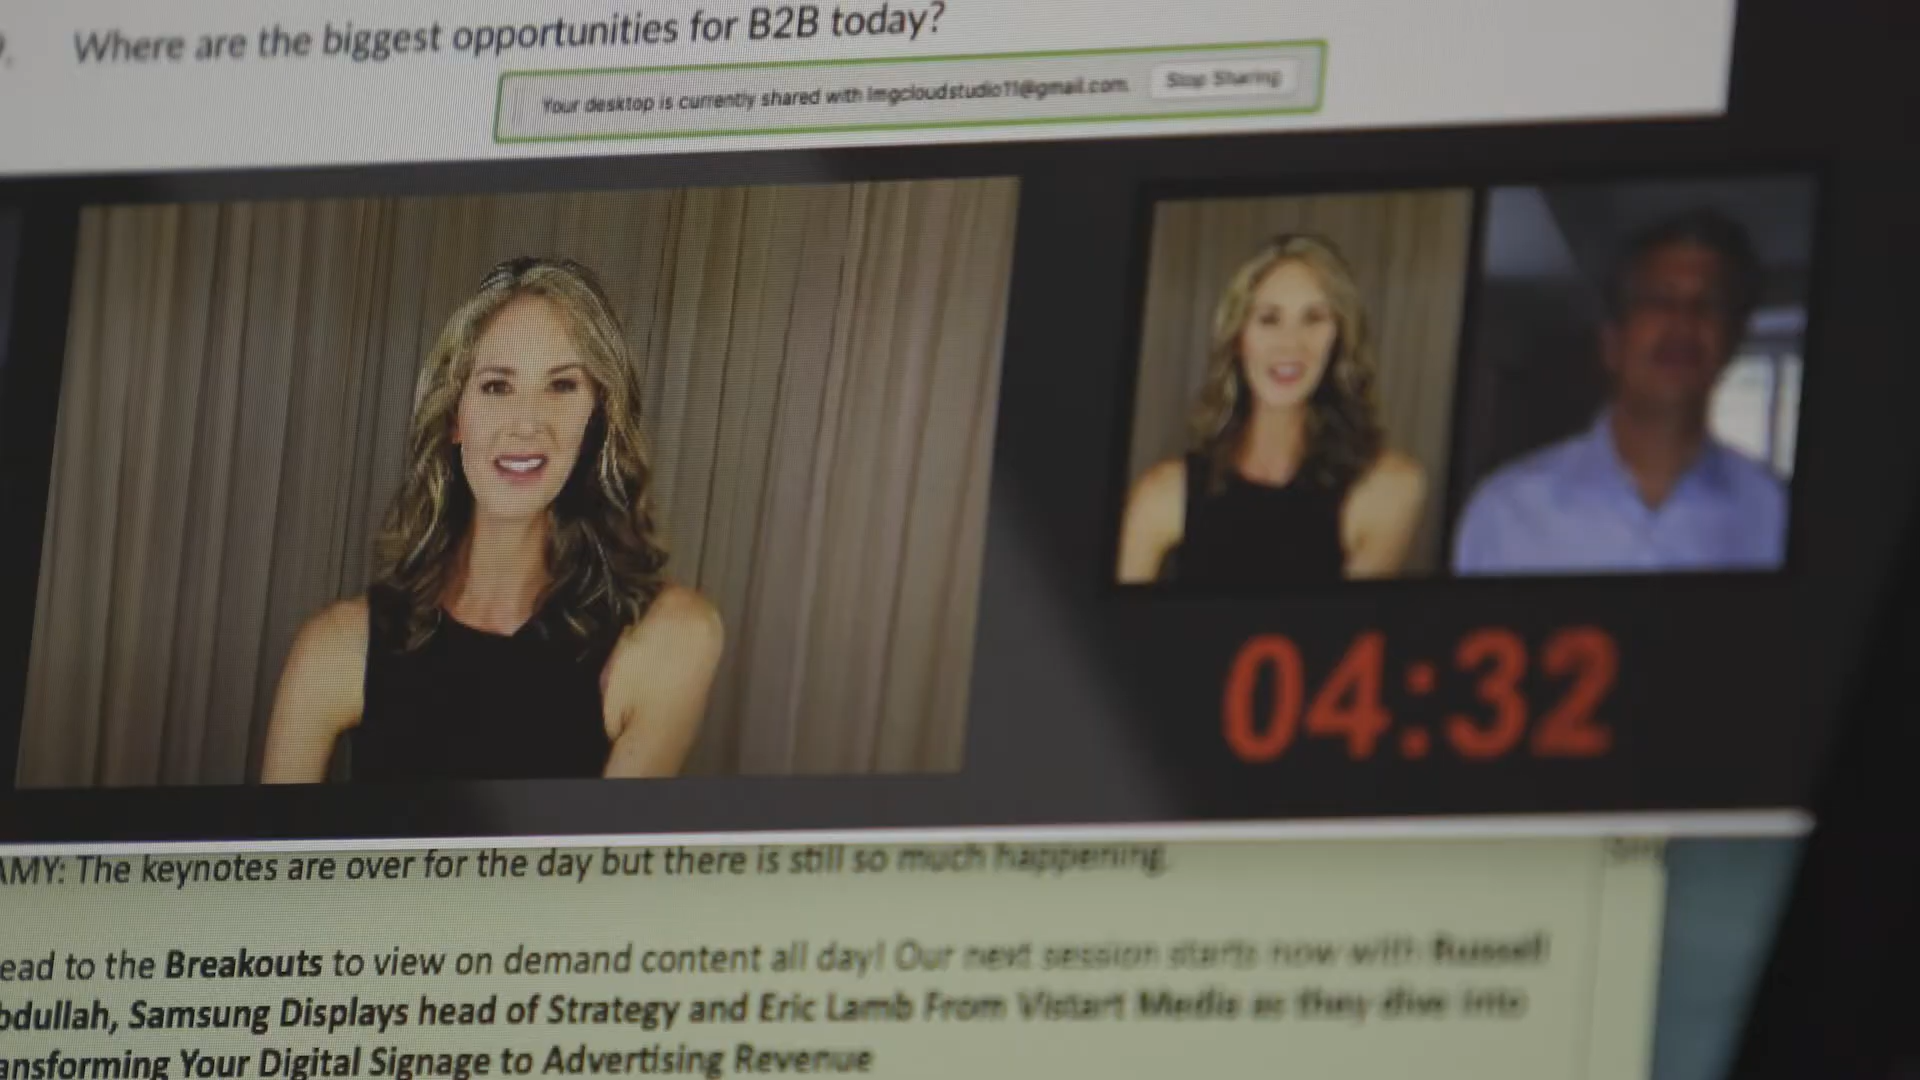 Where are the biggest opportunities for B2B today?
Your desktop is currently shared with lmgcloudstudio11@gmail.com. Stop Sharing
04:32
AMY: The keynotes are over for the day but there is still so much happening.
ead to the Breakouts to view on demand content all day! Our next session starts now with Russell
bdullah, Samsung Displays head of Strategy and Eric Lamb From Vistart Media as they dive into
ansforming Your Digital Signage to Advertising Revenue